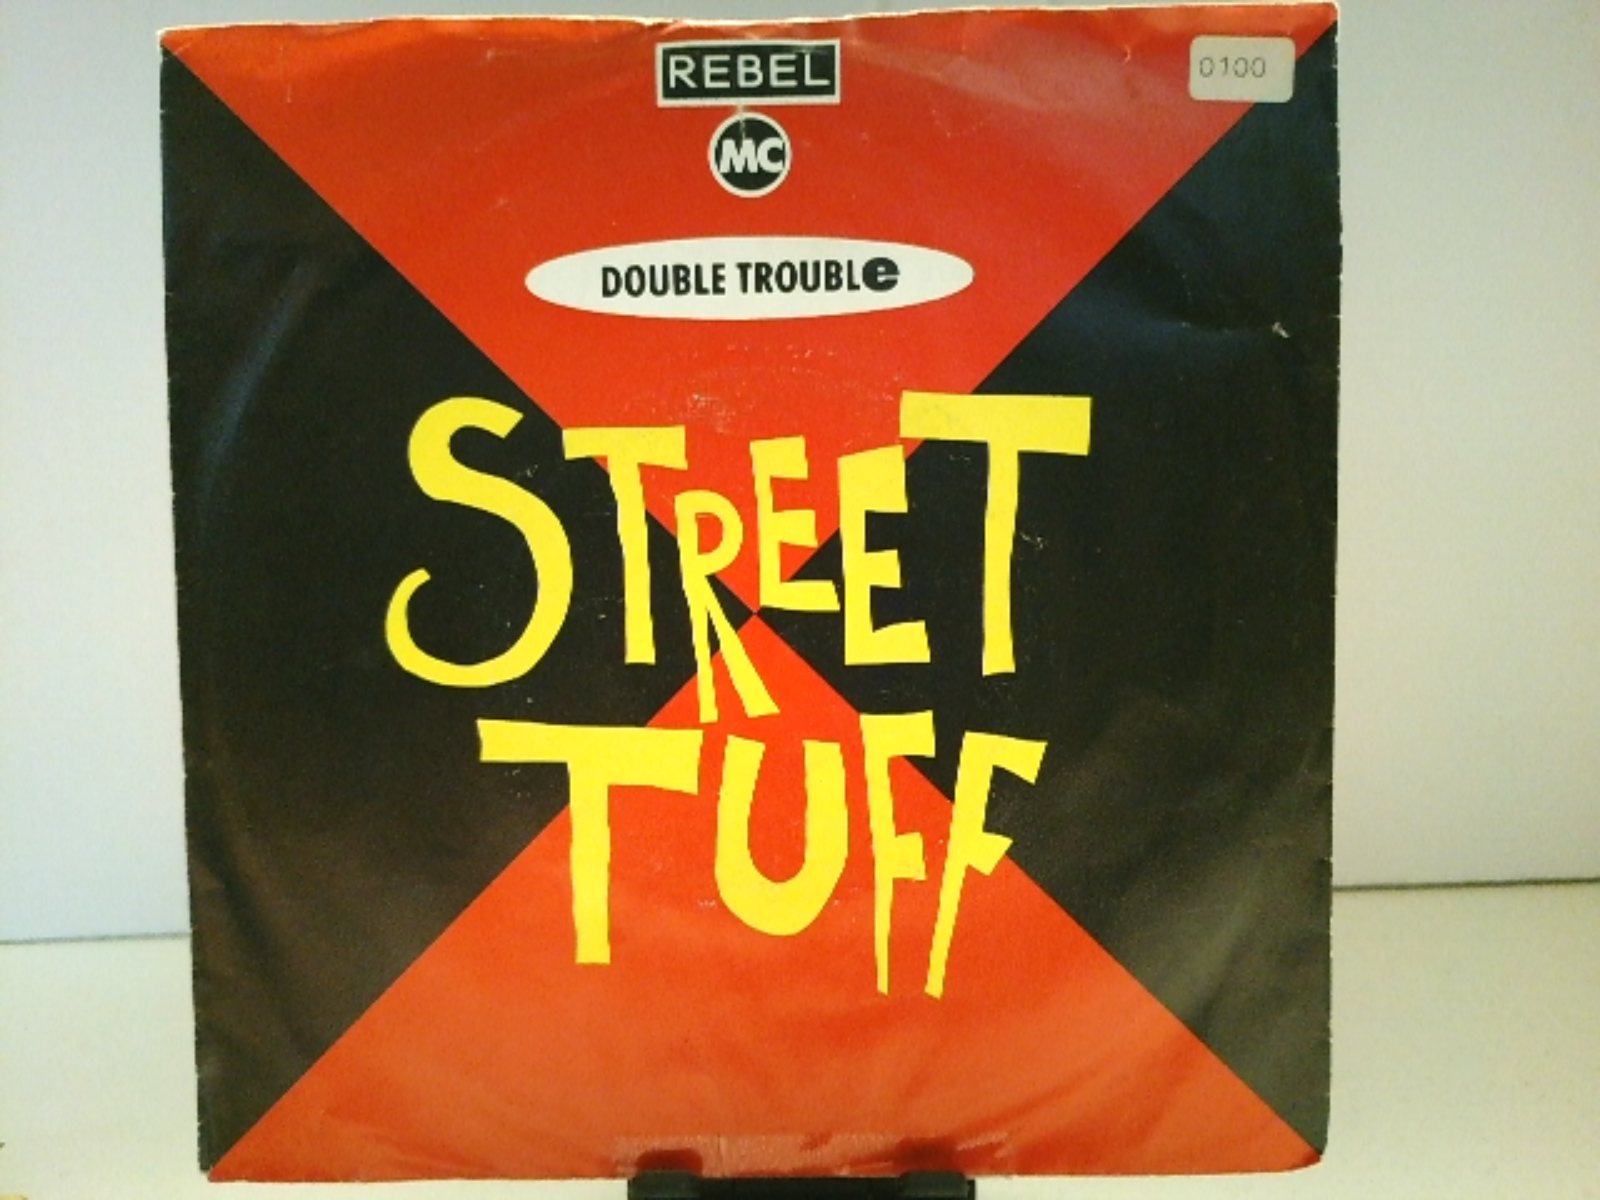 REBEL
0100
MC
DOUBLE TROUBLe
STREET
TUFF